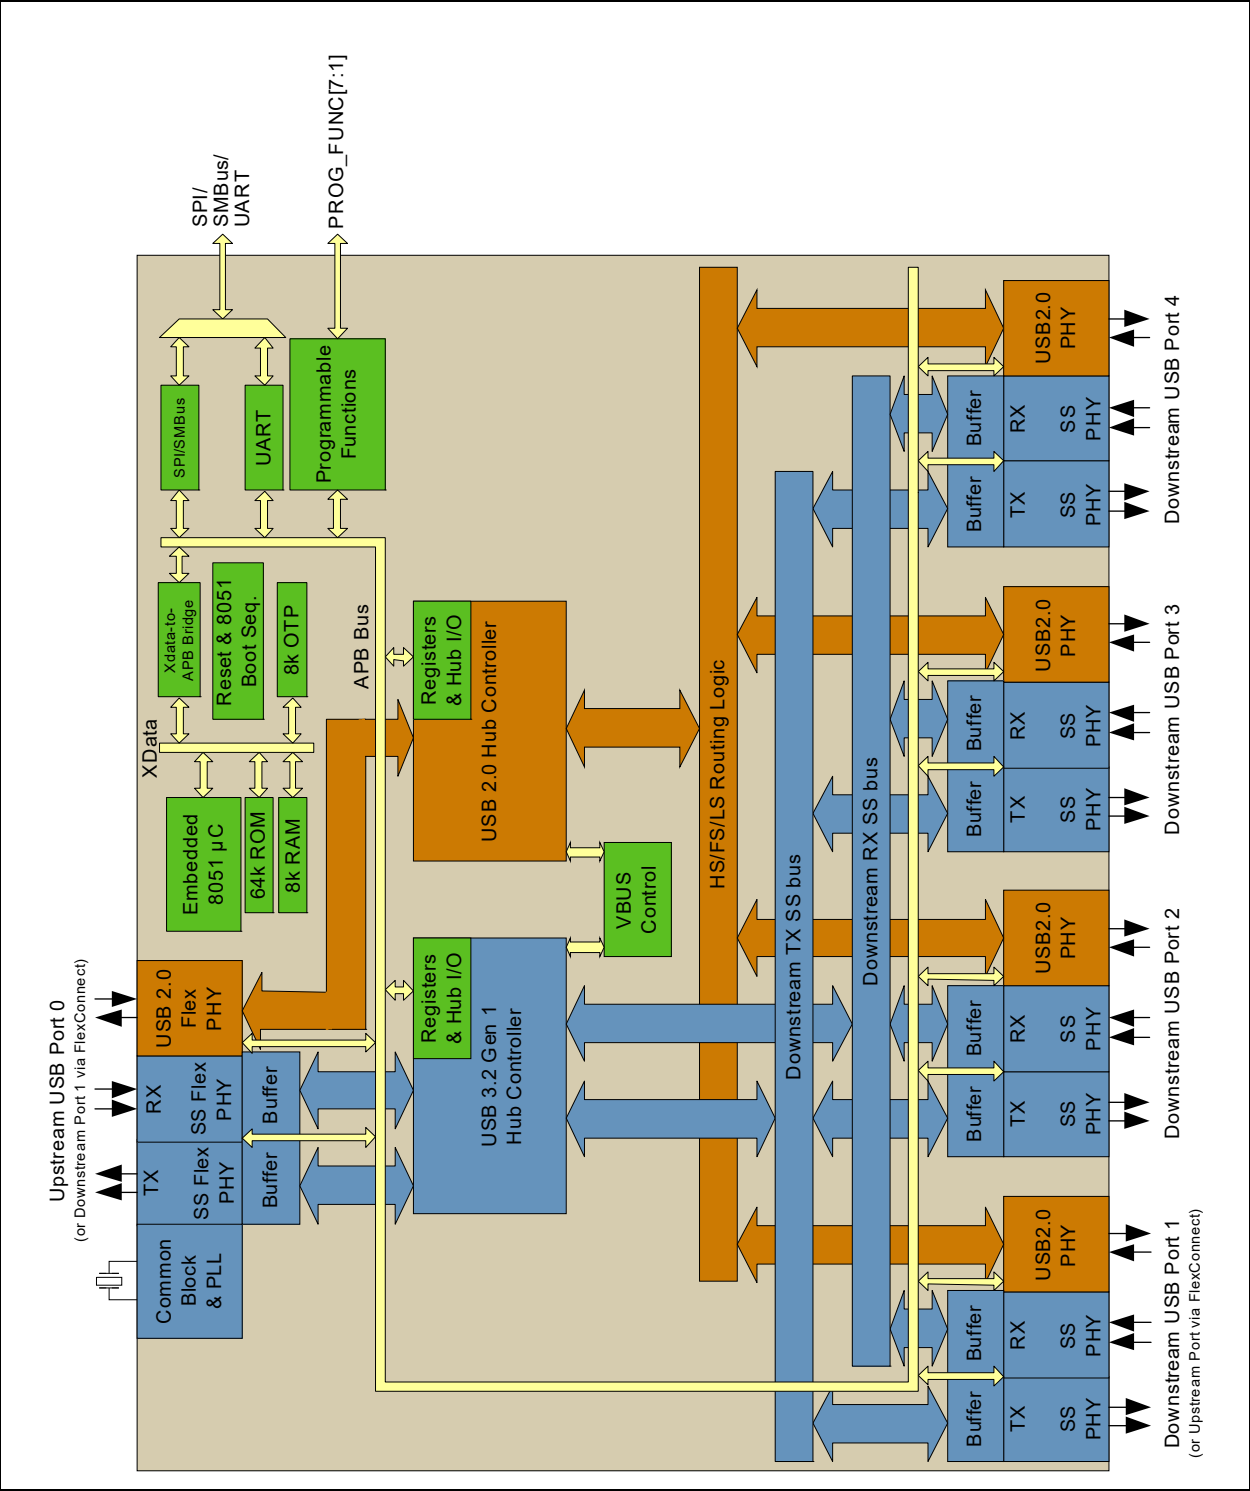 Upstream USB Port 0
(or Downstream Port 1 via FlexConnect)
Common
Block
& PLL
TX
SS Flex
PHY
RX
SS Flex
PHY
USB 2.0
Flex
PHY
Buffer
Buffer
Embedded
8051 µC
64k ROM
8k RAM
XData
Xdata-to-
APB Bridge
Reset & 8051
Boot Seq.
8k OTP
SPI/SMBus
UART
Programmable
Functions
SPI/
SMBus/
UART
PROG_FUNC[7:1]
APB Bus
Registers
& Hub I/O
USB 3.2 Gen 1
Hub Controller
Registers
& Hub I/O
USB 2.0 Hub Controller
VBUS
Control
HS/FS/LS Routing Logic
Downstream TX SS bus
Downstream RX SS bus
Buffer
Buffer
TX
SS
PHY
RX
SS
PHY
USB2.0
PHY
Buffer
Buffer
TX
SS
PHY
RX
SS
PHY
USB2.0
PHY
Buffer
Buffer
TX
SS
PHY
RX
SS
PHY
USB2.0
PHY
Buffer
Buffer
TX
SS
PHY
RX
SS
PHY
USB2.0
PHY
Downstream USB Port 1
(or Upstream Port via FlexConnect)
Downstream USB Port 2
Downstream USB Port 3
Downstream USB Port 4